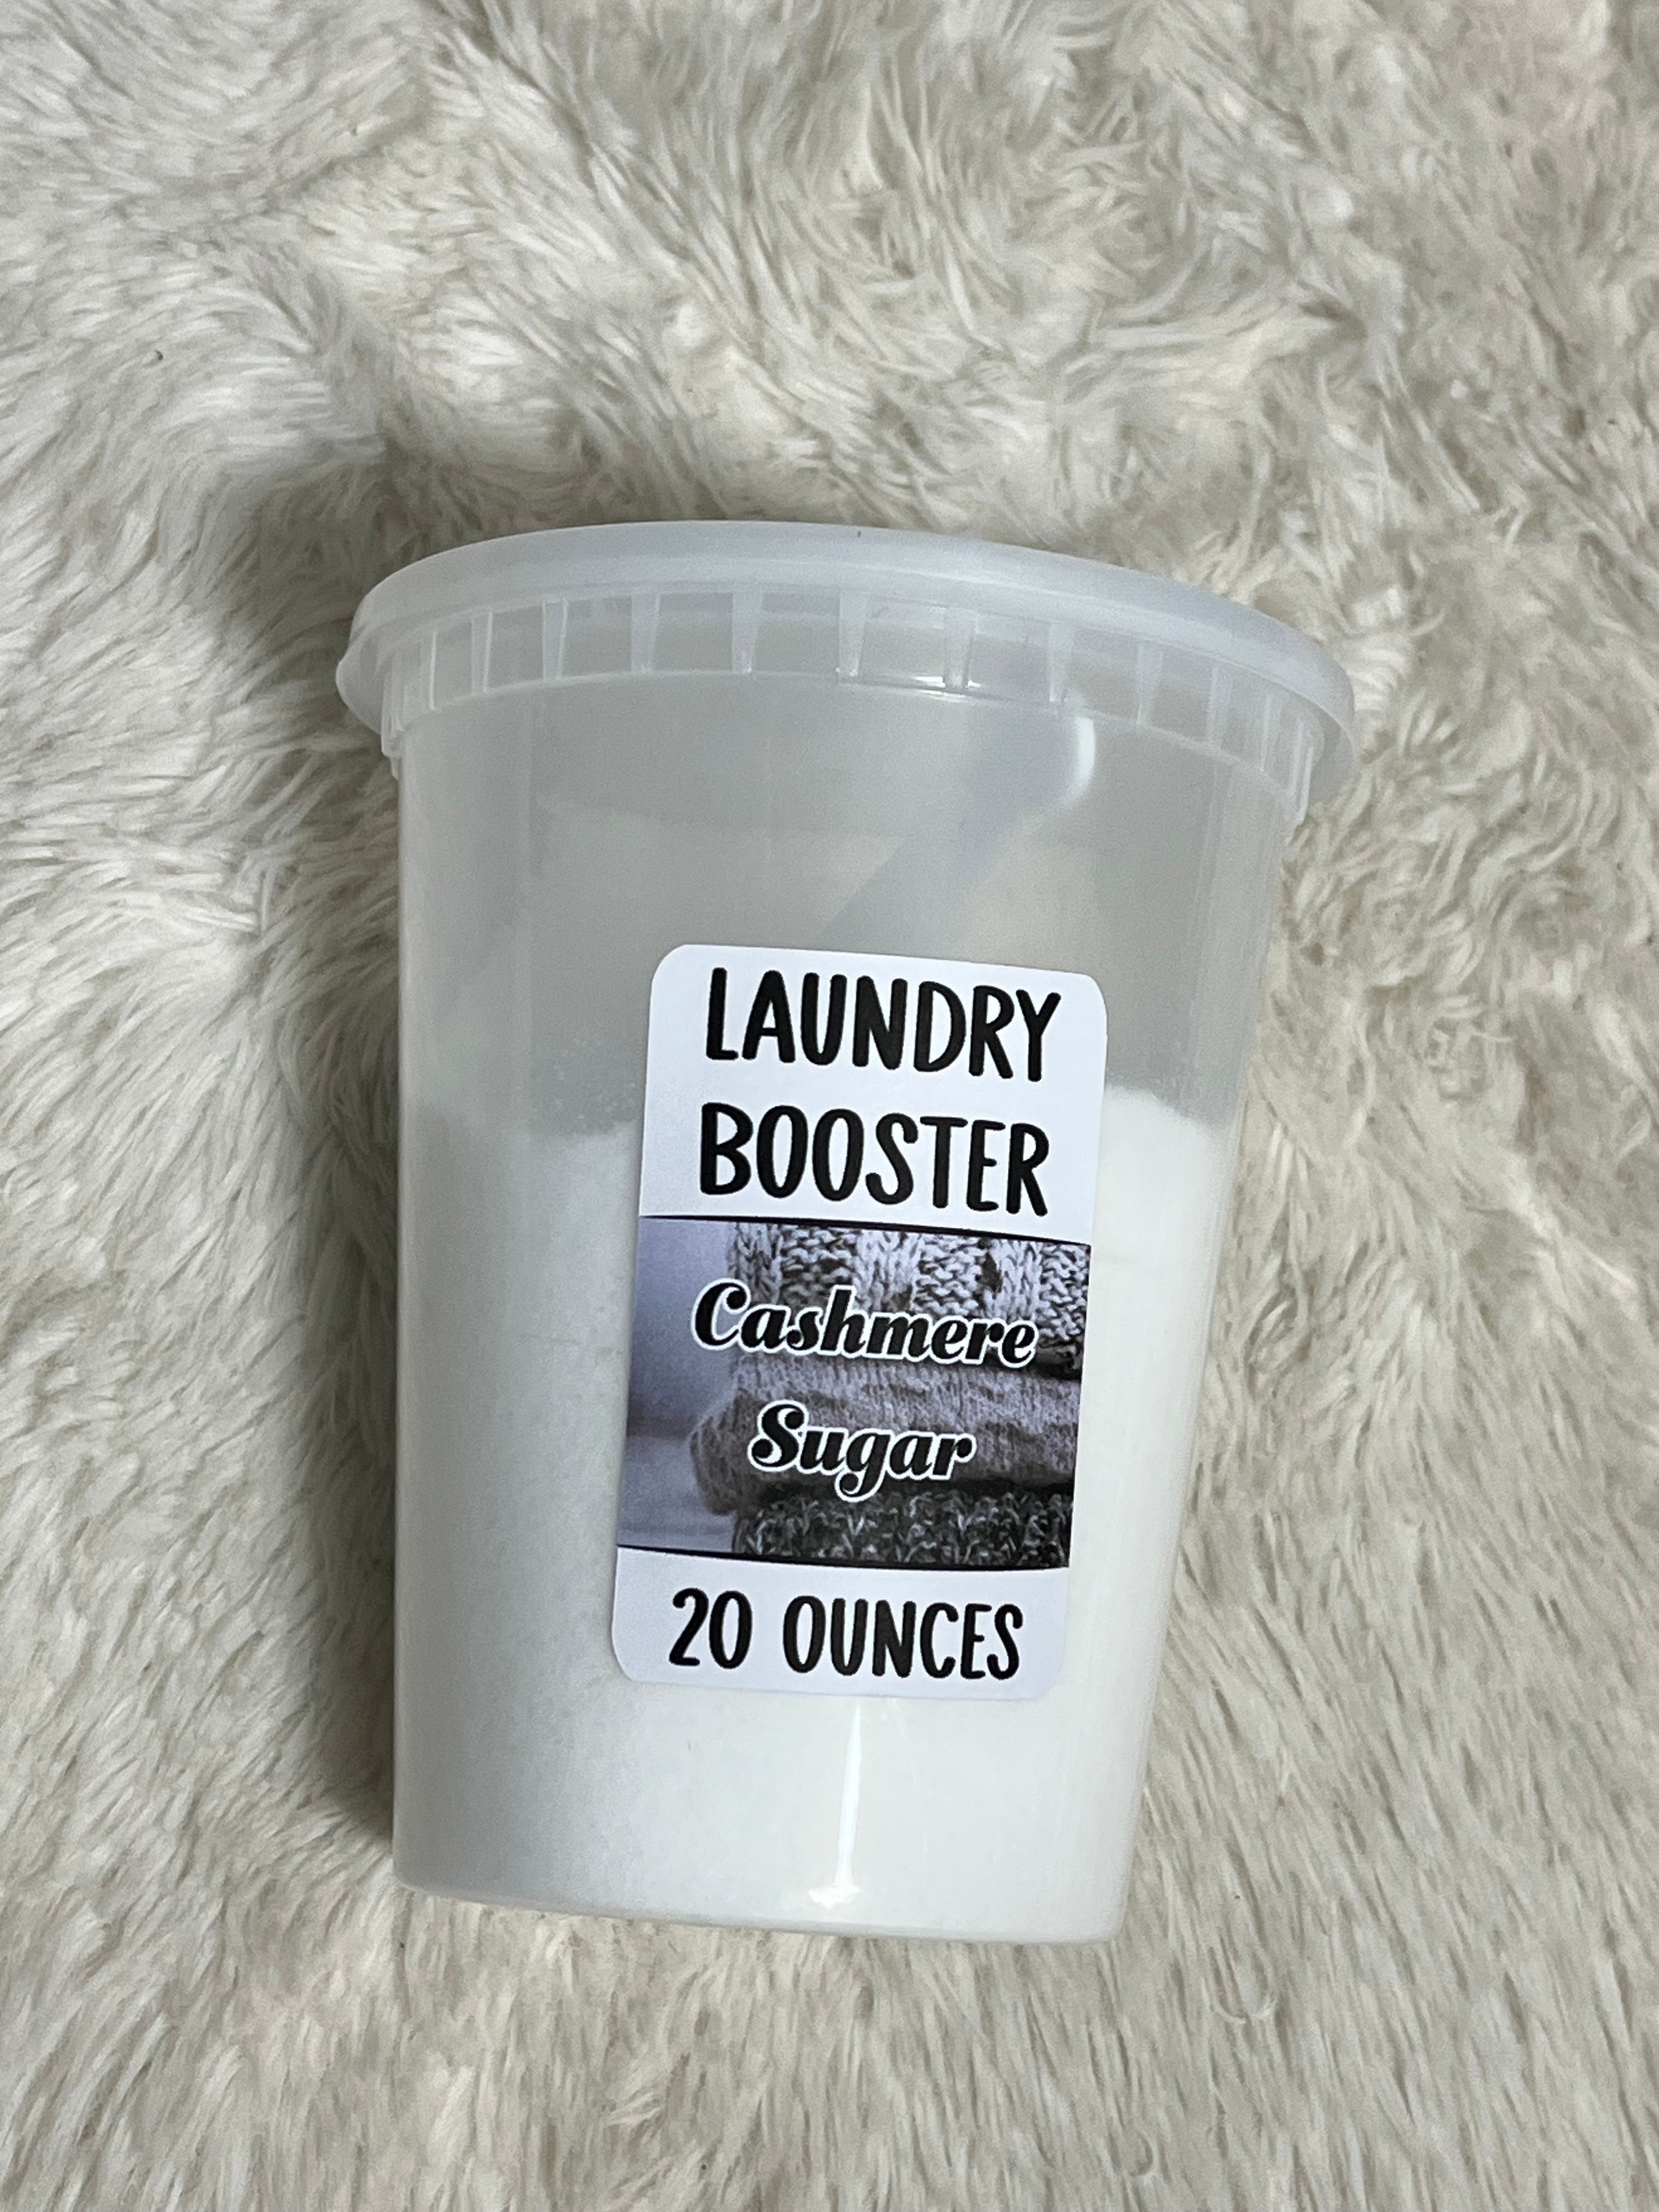 LAUNDRY
BOOSTER
Cashmere
Sugar
20 OUNCES